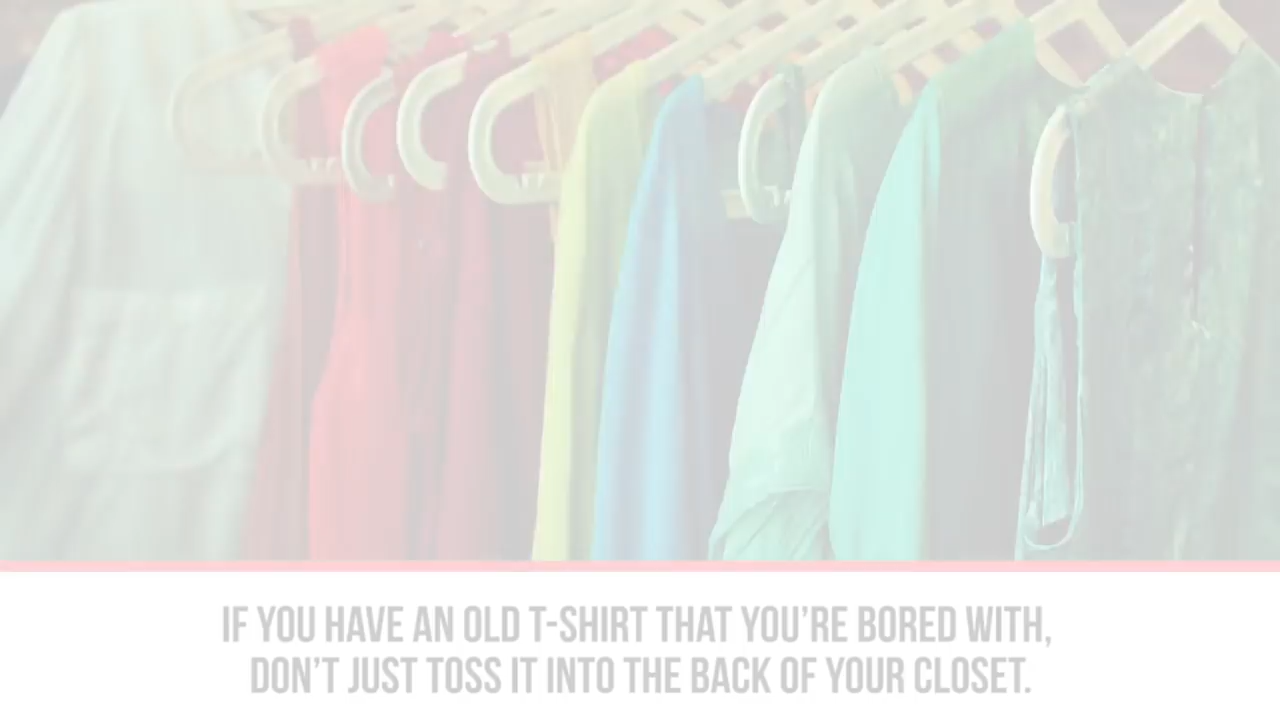 IF YOU HAVE AN OLD T-SHIRT THAT YOU'RE BORED WITH,
DON'T JUST TOSS IT INTO THE BACK OF YOUR CLOSET.